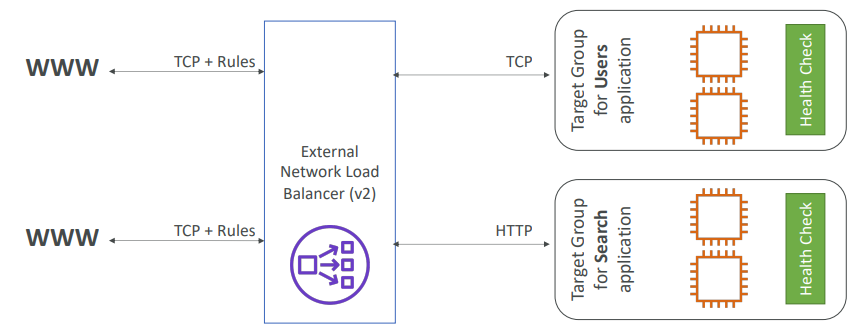 WWW
TCP + Rules
TCP
Target Group
for Users
application
Health Check
External
Network Load
Balancer (v2)
WWW
TCP + Rules
HTTP
Target Group
for Search
application
Health Check